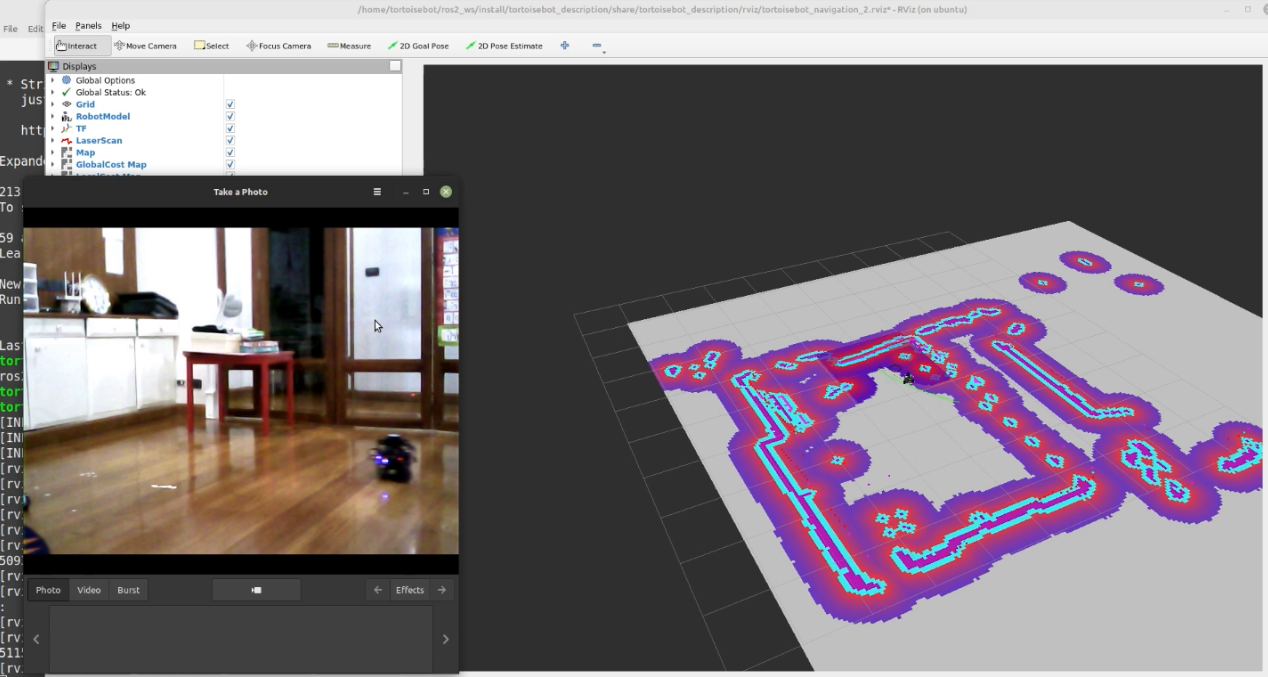 /home/tortoisebot/ros2_ws/install/tortoisebot_description/share/tortoisebot_description/rviz/tortoisebot_navigation_2.rviz* - RViz (on ubuntu)
File Edit
File Panels Help
Interact Move Camera Select Focus Camera Measure 2D Goal Pose 2D Pose Estimate
Displays
Global Options
Global Status: Ok
Grid
RobotModel
TF
LaserScan
Map
GlobalCost Map
* Str
jus
htt
Expande
213
To
59
Lea
New
Run
Las
tor
ros
tor
tor
[IN
[IN
[IN
[rv
[rv
[rv
[rv
[rv
[rv
509
[rv
[rv
:
[rv
[rv
5115
[rv
Take a Photo
Photo Video Burst Effects